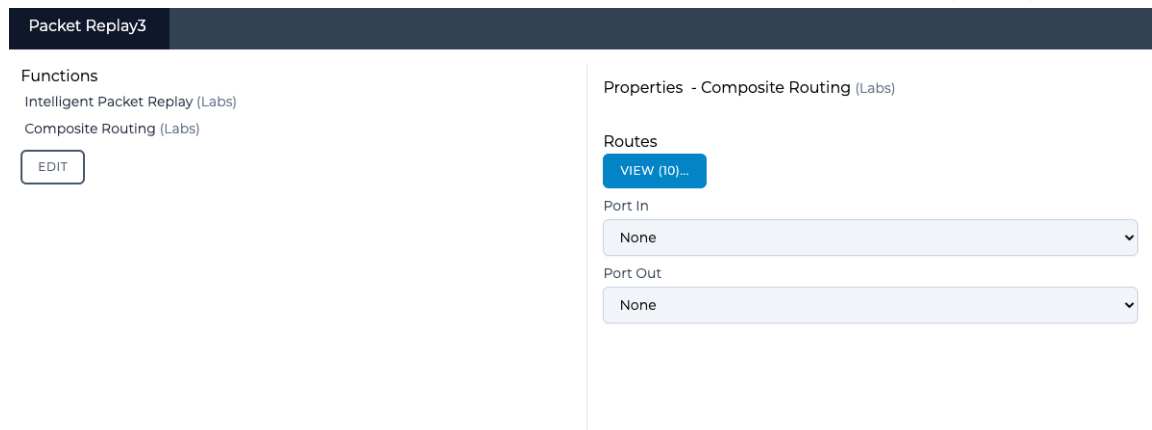 Packet Replay3
Functions
Intelligent Packet Replay (Labs)
Composite Routing (Labs)
EDIT
Properties - Composite Routing (Labs)
Routes
VIEW (10)...
Port In
None
Port Out
None